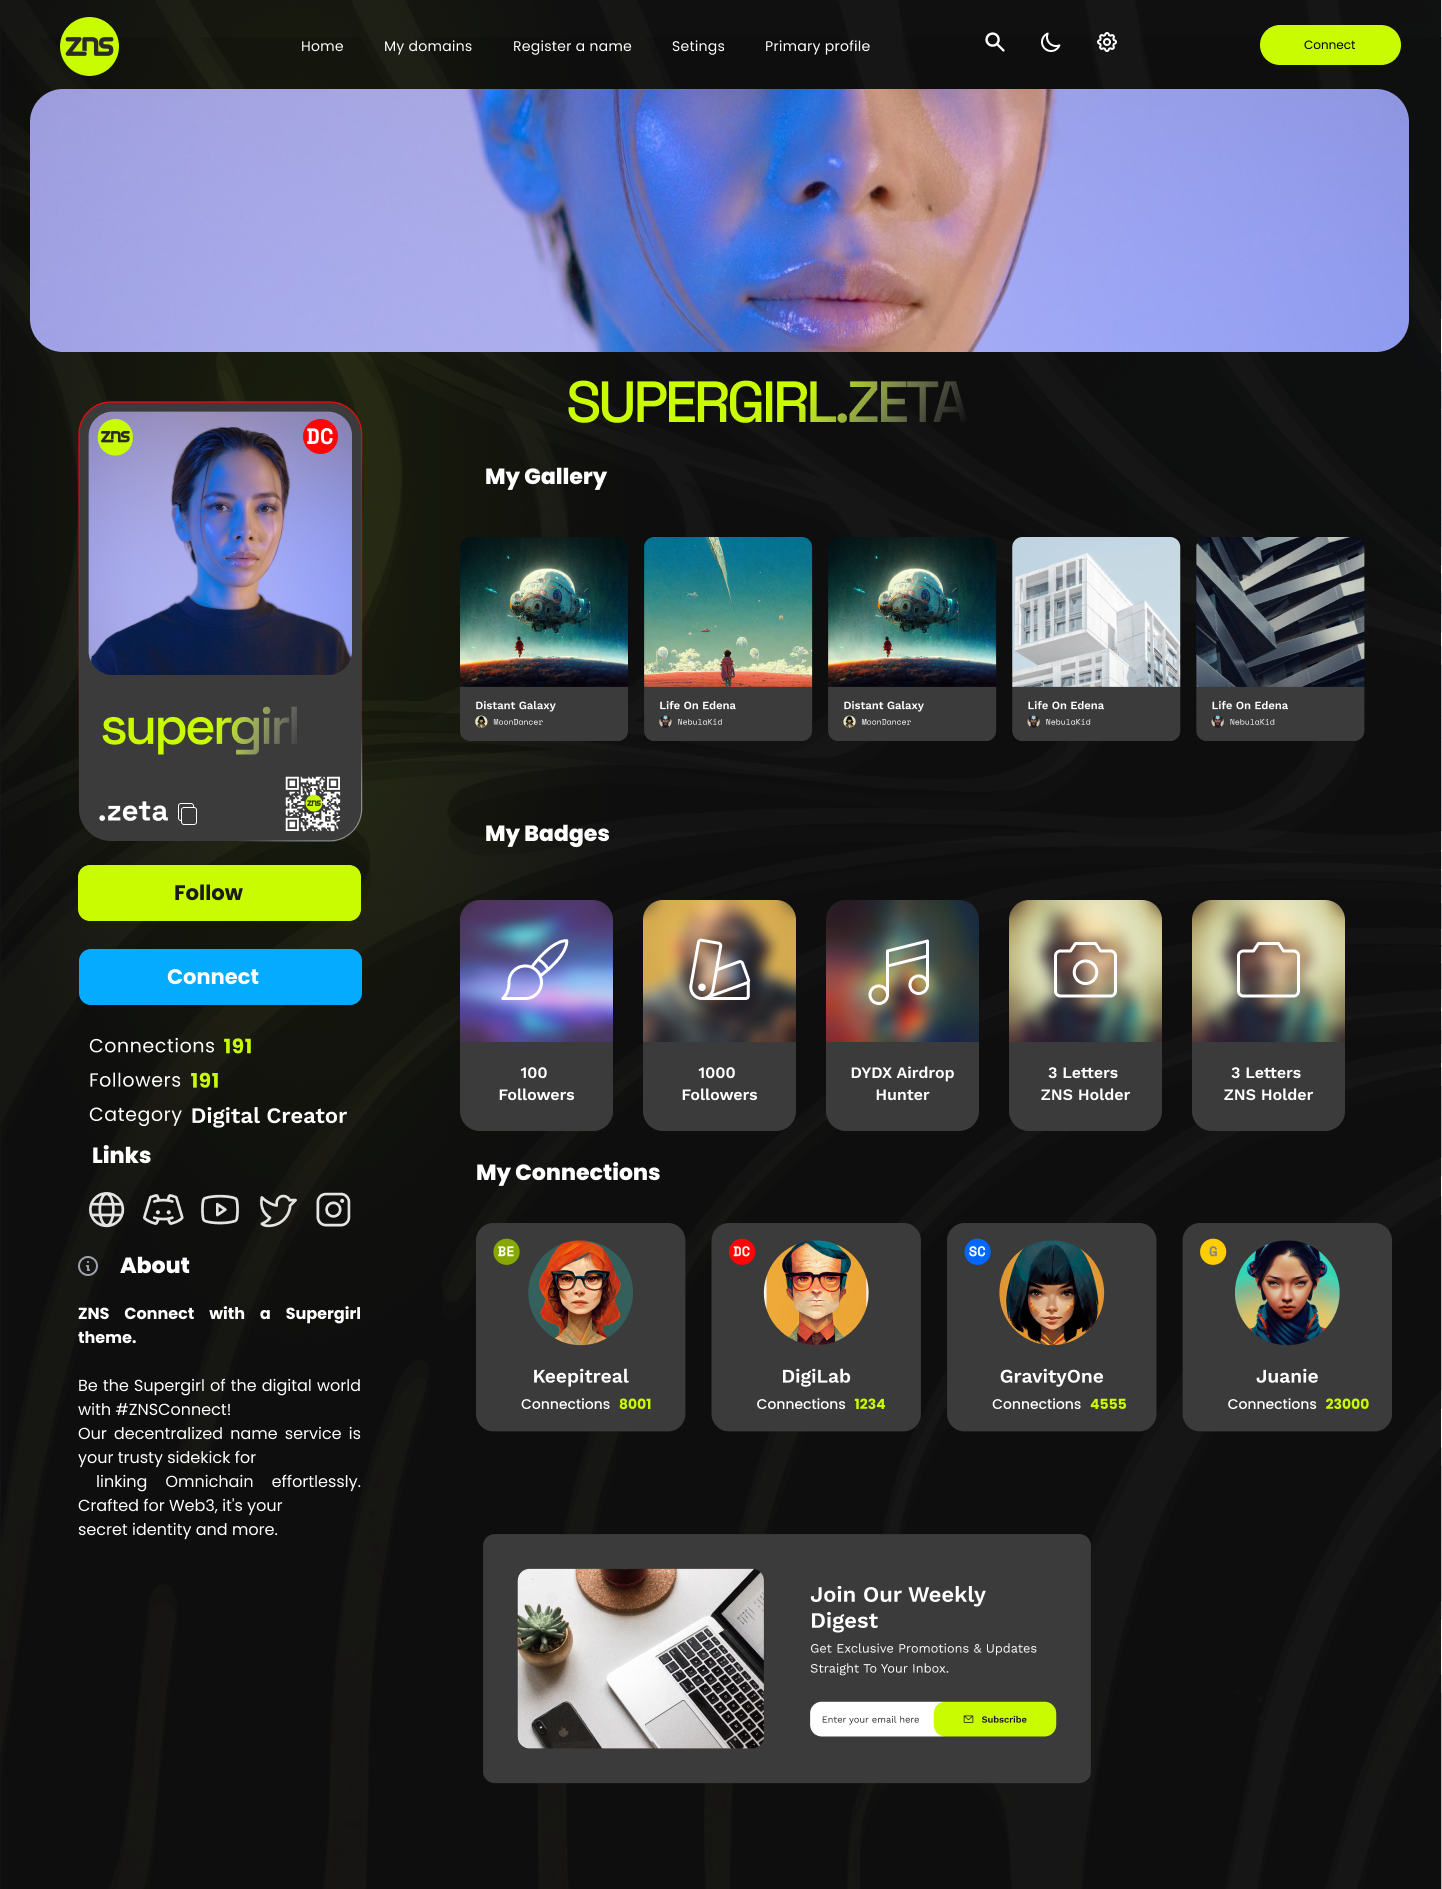 zns
Home
My domains
Register a name
Setings
Primary profile
Connect
SUPERGIRL.ZETA
zns
DC
supergirl
.zeta
zns
Follow
Connect
Connections 191
Followers 191
Category Digital Creator
Links
About
ZNS Connect with a Supergirl
theme.
Be the Supergirl of the digital world
with #ZNSConnect!
Our decentralized name service is
your trusty sidekick for
linking Omnichain effortlessly.
Crafted for Web3, it's your
secret identity and more.
My Gallery
Distant Galaxy
MoonDancer
Life On Edena
NebulaKid
Distant Galaxy
MoonDancer
Life On Edena
NebulaKid
Life On Edena
NebulaKid
My Badges
100
Followers
1000
Followers
DYDX Airdrop
Hunter
3 Letters
ZNS Holder
3 Letters
ZNS Holder
My Connections
BE
Keepitreal
Connections 8001
DC
DigiLab
Connections 1234
SC
GravityOne
Connections 4555
G
Juanie
Connections 23000
Join Our Weekly
Digest
Get Exclusive Promotions & Updates
Straight To Your Inbox.
Enter your email here
Subscribe